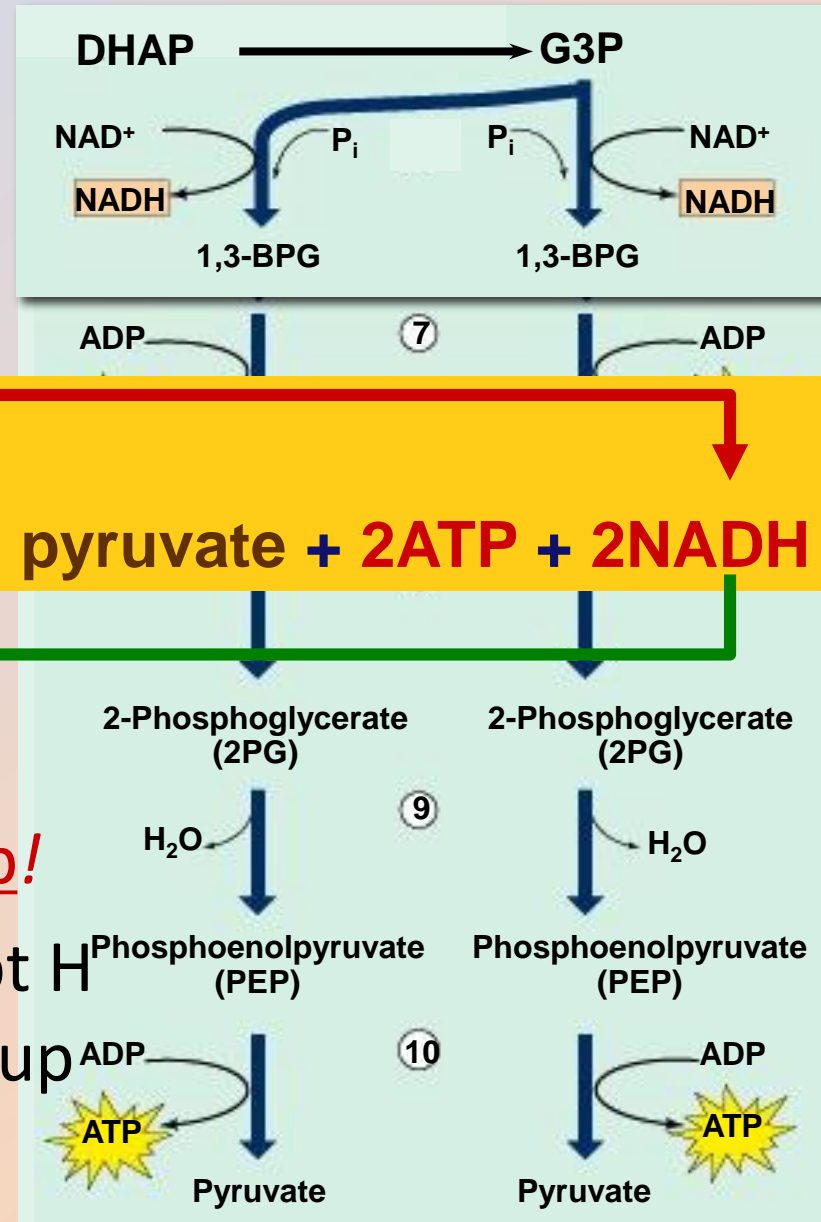 DHAP G3P
NAD+ Pi Pi NAD+
NADH NADH
1,3-BPG 1,3-BPG
ADP 7 ADP
pyruvate + 2ATP + 2NADH
2-Phosphoglycerate 2-Phosphoglycerate
(2PG) (2PG)
9
H2O H2O
!
Phosphoenolpyruvate Phosphoenolpyruvate
(PEP) (PEP)
H
up
ADP 10 ADP
ATP ATP
Pyruvate Pyruvate